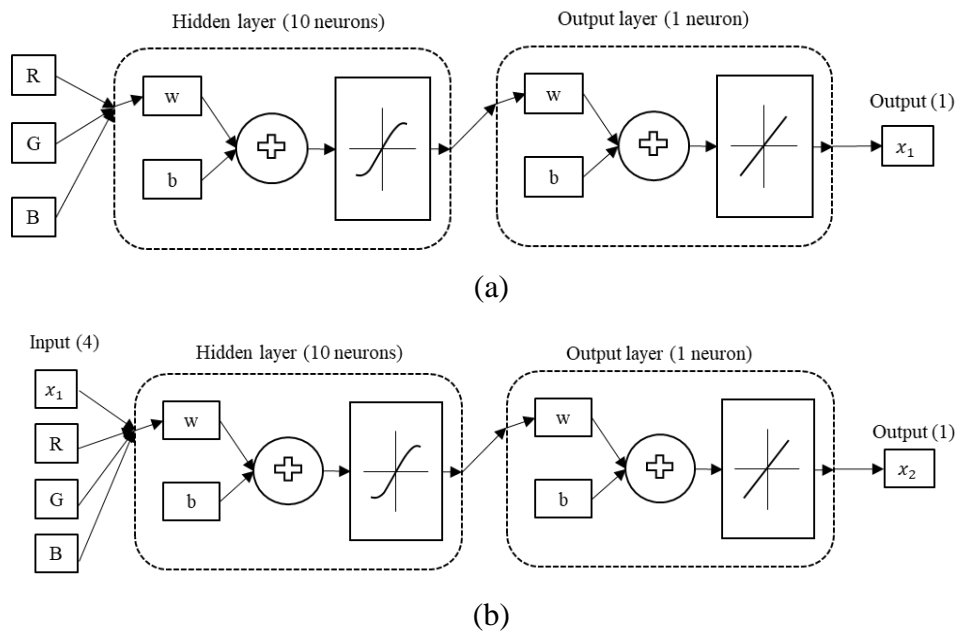 Hidden layer (10 neurons)
Output layer (1 neuron)
R
G
B
w
b
w
b
Output (1)
x₁
(a)
Input (4)
Hidden layer (10 neurons)
Output layer (1 neuron)
x₁
R
G
B
w
b
w
b
Output (1)
x₂
(b)